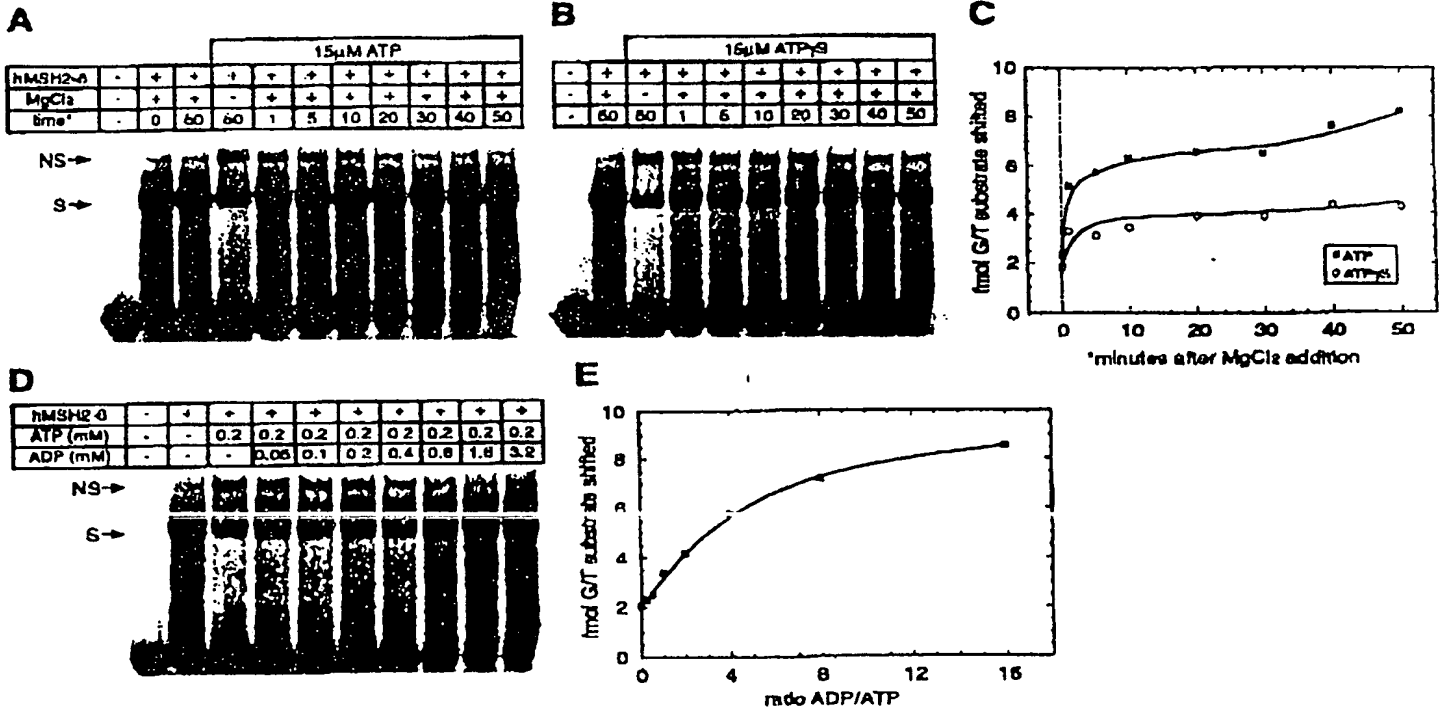 A
15μM ATP
hMSH2-6 - + + + + + + + + + +
MgCl2 - + + - + + + + + + +
time* - 0 60 60 1 5 10 20 30 40 50
NS→
S→
B
15μM ATPγS
- + + + + + + + + +
- + - + + + + + + +
- 60 60 1 5 10 20 30 40 50
C
fmol G/T substrate shifted
10
8
6
4
2
0
ATP
ATPγS
0 10 20 30 40 50
*minutes after MgCl2 addition
D
hMSH2-6 - + + + + + + + + +
ATP (mM) - - 0.2 0.2 0.2 0.2 0.2 0.2 0.2 0.2
ADP (mM) - - - 0.05 0.1 0.2 0.4 0.8 1.6 3.2
NS→
S→
E
fmol G/T substrate shifted
10
8
6
4
2
0
0 4 8 12 16
ratio ADP/ATP